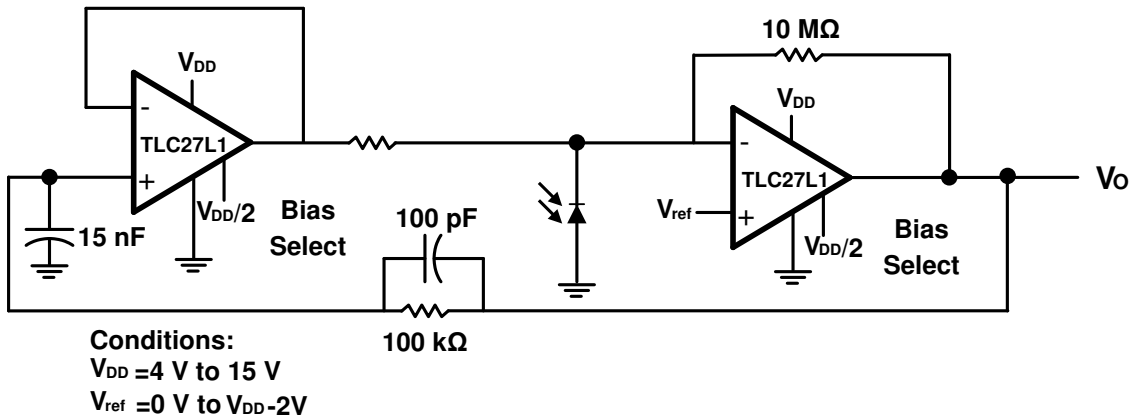 10 MΩ
VDD
-
TLC27L1
+
VDD/2
Bias
Select
15 nF
100 pF
100 kΩ
VDD
-
TLC27L1
Vref
+
VDD/2
Bias
Select
VO
Conditions:
VDD =4 V to 15 V
Vref =0 V to VDD-2V